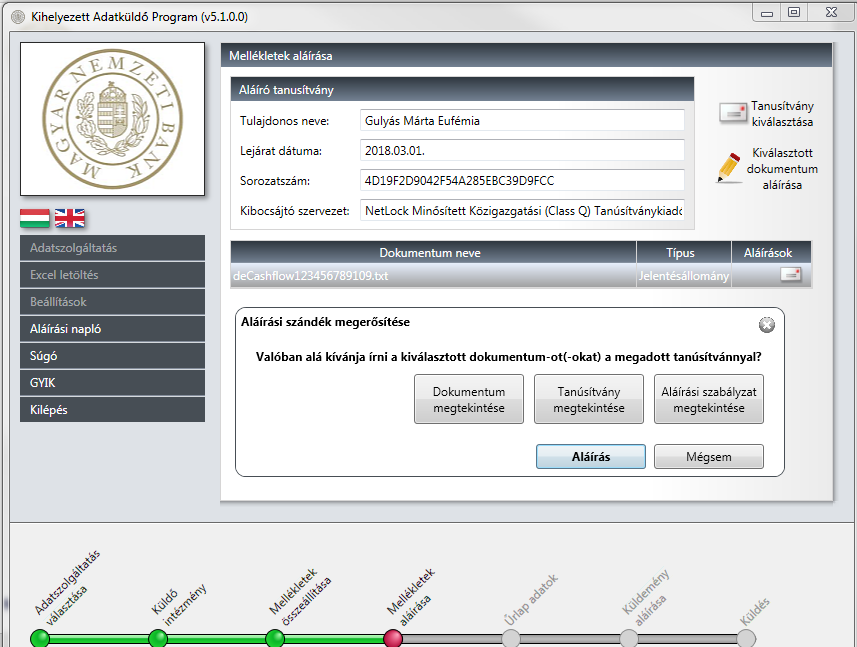 Kihelyezett Adatküldő Program (v5.1.0.0)
MAGYAR NEMZETI BANK
Adatszolgáltatás
Excel letöltés
Beállítások
Aláírási napló
Súgó
GYIK
Kilépés
Mellékletek aláírása
Aláíró tanusítvány
Tulajdonos neve:
Gulyás Márta Eufémia
Lejárat dátuma:
2018.03.01.
Sorozatszám:
4D19F2D9042F54A285EBC39D9FCC
Kibocsájtó szervezet:
NetLock Minősített Közigazgatási (Class Q) Tanúsítványkiadó
Tanusítvány
kiválasztása
Kiválasztott
dokumentum
aláírása
Dokumentum neve
Típus
Aláírások
deCashflow123456789109.txt
Jelentésállomány
Aláírási szándék megerősítése
Valóban alá kívánja írni a kiválasztott dokumentum-ot(-okat) a megadott tanúsítvánnyal?
Dokumentum
megtekintése
Tanúsítvány
megtekintése
Aláírási szabályzat
megtekintése
Aláírás
Mégsem
Adatszolgáltatás
választása
Küldő
intézmény
Mellékletek
összeállítása
Mellékletek
aláírása
Űrlap adatok
Küldemény
aláírása
Küldés